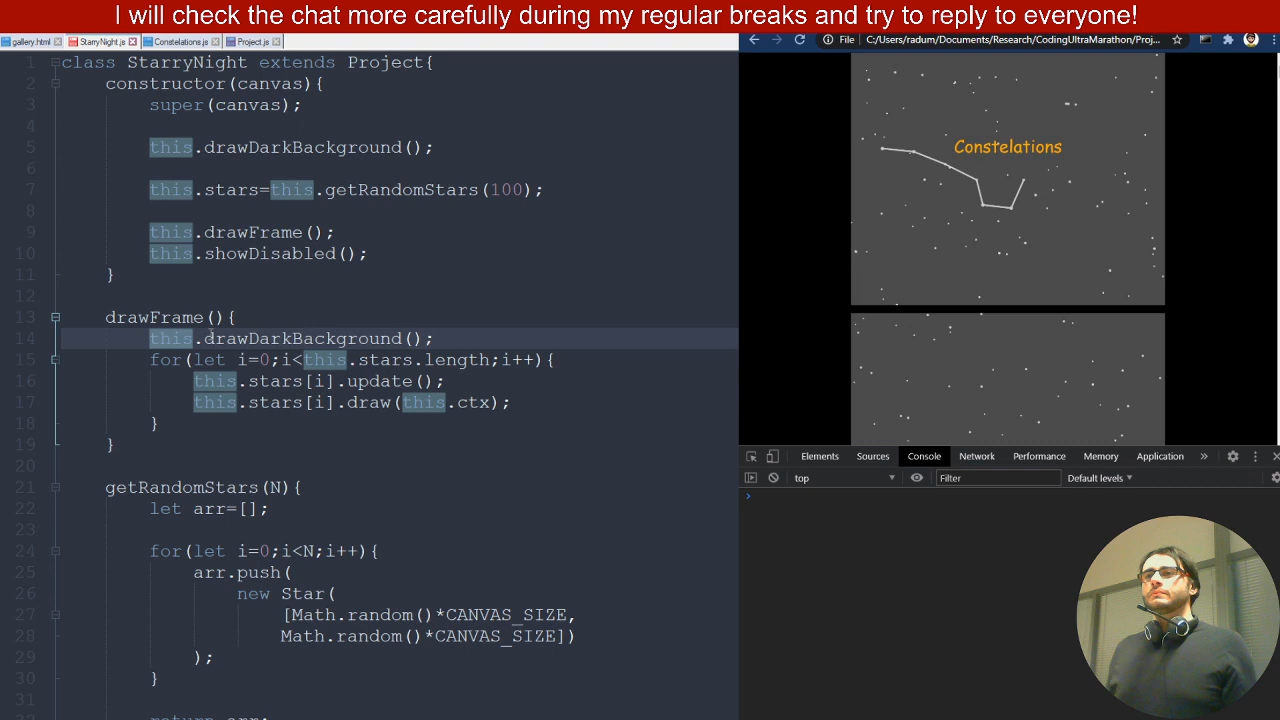 I will check the chat more carefully during my regular breaks and try to reply to everyone!
gallery.html StarryNight.js Constelations.js Project.js
File C:/Users/radum/Documents/Research/CodingUltraMarathon/Proj...
1 class StarryNight extends Project{
2 constructor(canvas){
3 super(canvas);
4
5 this.drawDarkBackground();
6
7 this.stars=this.getRandomStars(100);
8
9 this.drawFrame();
10 this.showDisabled();
11 }
12
13 drawFrame(){
14 this.drawDarkBackground();
15 for(let i=0;i<this.stars.length;i++){
16 this.stars[i].update();
17 this.stars[i].draw(this.ctx);
18 }
19 }
20
21 getRandomStars(N){
22 let arr=[];
23
24 for(let i=0;i<N;i++){
25 arr.push(
26 new Star(
27 [Math.random()*CANVAS_SIZE,
28 Math.random()*CANVAS_SIZE])
29 );
30 }
31
Constelations
Elements Sources Console Network Performance Memory Application »
top Filter Default levels